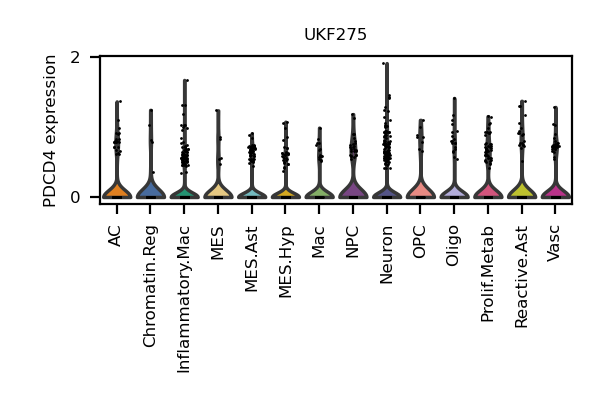 UKF275
PDCD4 expression
2
0
AC
Chromatin.Reg
Inflammatory.Mac
MES
MES.Ast
MES.Hyp
Mac
NPC
Neuron
OPC
Oligo
Prolif.Metab
Reactive.Ast
Vasc